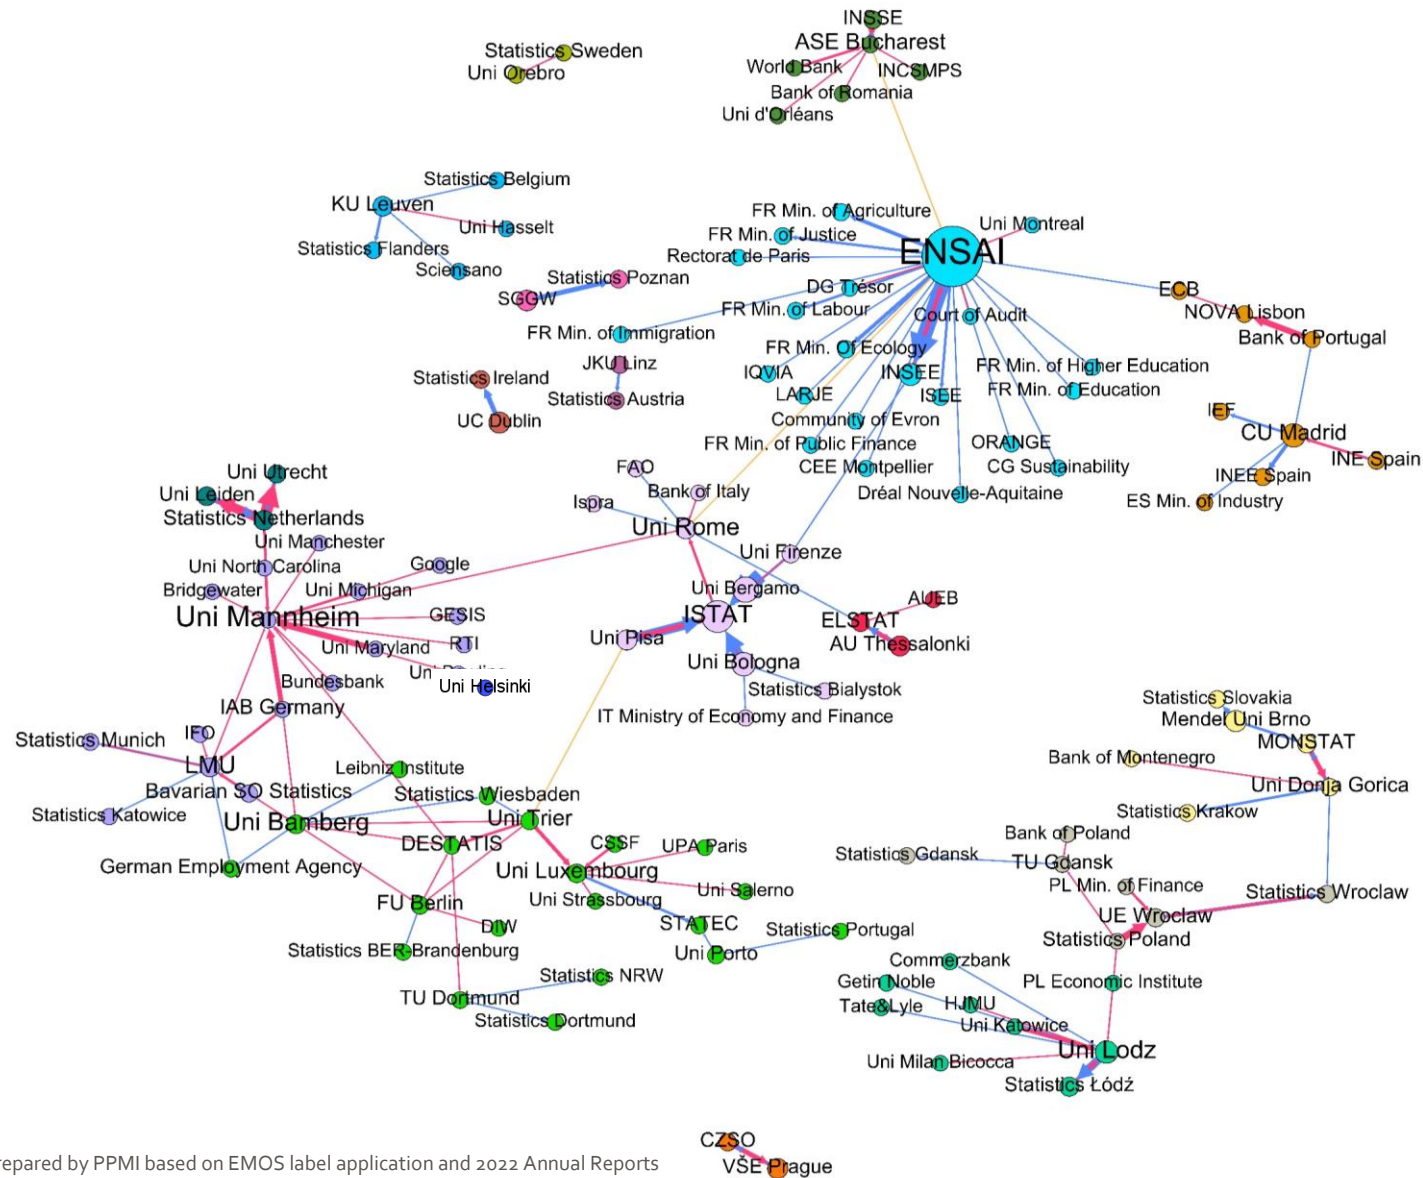 INSSE
ASE Bucharest
Statistics Sweden
Uni Orebro
World Bank
INCSMPS
Bank of Romania
Uni d'Orléans
Statistics Belgium
KU Leuven
Uni Hasselt
Statistics Flanders
Sciensano
FR Min. of Agriculture
Uni Montreal
FR Min. of Justice
ENSAI
Rectorat de Paris
Statistics Poznan
SGGW
DG Trésor
ECB
FR Min. of Labour
Court of Audit
NOVA Lisbon
FR Min. of Immigration
Bank of Portugal
FR Min. Of Ecology
JKU Linz
IQVIA
INSEE
FR Min. of Higher Education
Statistics Ireland
LARJE
ISEE
FR Min. of Education
Statistics Austria
UC Dublin
Community of Evron
IEF
CU Madrid
FR Min. of Public Finance
ORANGE
INE Spain
Uni Utrecht
FAO
CEE Montpellier
CG Sustainability
INEE Spain
Uni Leiden
Bank of Italy
Dréal Nouvelle-Aquitaine
ES Min. of Industry
Ispra
Statistics Netherlands
Uni Rome
Uni Manchester
Uni Firenze
Uni North Carolina
Google
Bridgewater
Uni Michigan
Uni Bergamo
AUEB
Uni Mannheim
GESIS
ISTAT
ELSTAT
Uni Maryland
RTI
Uni Pisa
AU Thessalonki
Uni Bologna
Bundesbank
Uni Helsinki
Statistics Bialystok
IAB Germany
IT Ministry of Economy and Finance
Statistics Slovakia
Mendel Uni Brno
IFO
Statistics Munich
MONSTAT
LMU
Leibniz Institute
Bank of Montenegro
Bavarian SO Statistics
Statistics Wiesbaden
Uni Donja Gorica
Statistics Katowice
Uni Bamberg
Uni Trier
Statistics Krakow
DESTATIS
CSSF
UPA Paris
Bank of Poland
German Employment Agency
Uni Luxembourg
Statistics Gdansk
TU Gdansk
Uni Salerno
PL Min. of Finance
FU Berlin
Uni Strassbourg
Statistics Wroclaw
UE Wroclaw
DIW
STATEC
Statistics Portugal
Statistics Poland
Statistics BER-Brandenburg
Uni Porto
Commerzbank
Statistics NRW
Getin Noble
PL Economic Institute
TU Dortmund
Tate&Lyle
HJMU
Statistics Dortmund
Uni Katowice
Uni Lodz
Uni Milan Bicocca
Statistics Łódź
CZSO
repared by PPMI based on EMOS label application and 2022 Annual Reports
VŠE Prague